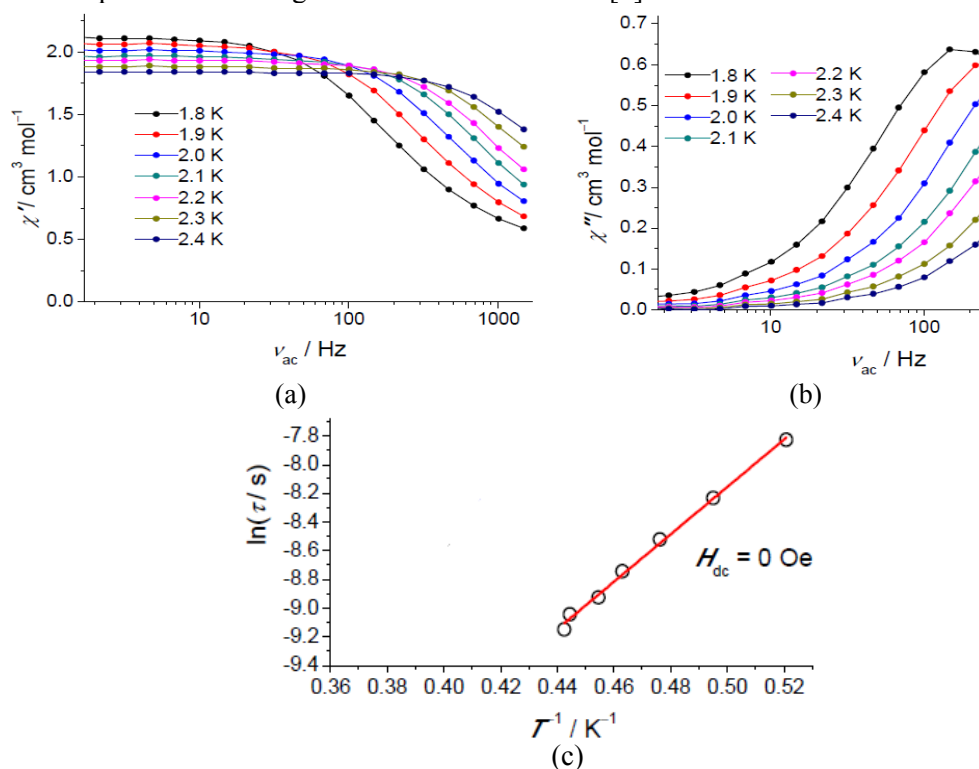 2.0
1.5
1.0
0.5
0.0
χ'/ cm³ mol⁻¹
1.8 K
1.9 K
2.0 K
2.1 K
2.2 K
2.3 K
2.4 K
10 100 1000
ν_ac / Hz
(a)
0.7
0.6
0.5
0.4
0.3
0.2
0.1
0.0
χ''/ cm³ mol⁻¹
1.8 K 2.2 K
1.9 K 2.3 K
2.0 K 2.4 K
2.1 K
10 100
ν_ac / Hz
(b)
-7.8
-8.0
-8.2
-8.4
-8.6
-8.8
-9.0
-9.2
-9.4
ln(τ / s)
H_dc = 0 Oe
0.36 0.38 0.40 0.42 0.44 0.46 0.48 0.50 0.52
T⁻¹ / K⁻¹
(c)